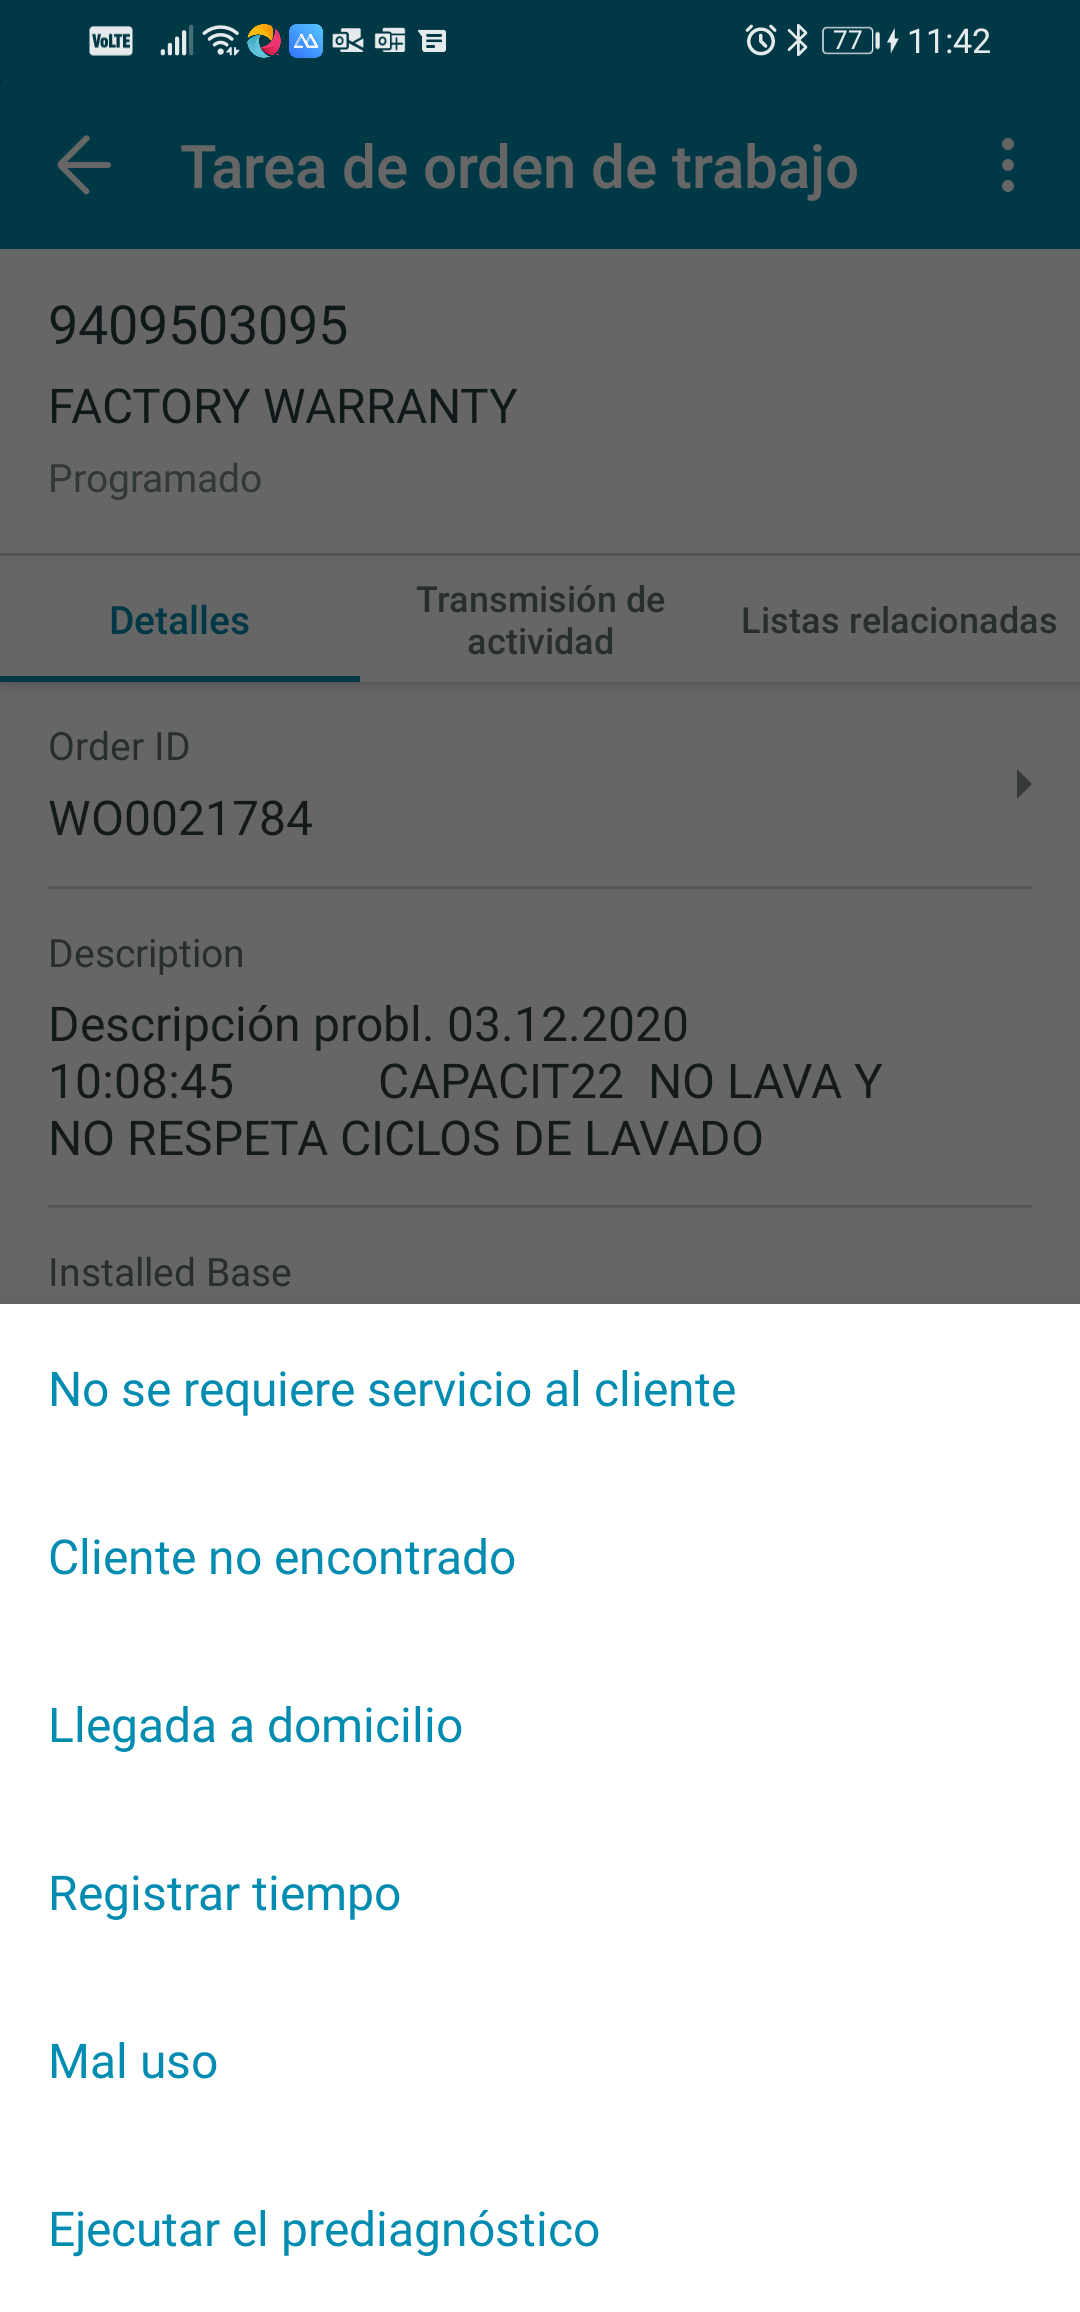 VoLTE 77 11:42
Tarea de orden de trabajo
9409503095
FACTORY WARRANTY
Programado
Detalles
Transmisión de
actividad
Listas relacionadas
Order ID
WO0021784
Description
Descripción probl. 03.12.2020
10:08:45 CAPACIT22 NO LAVA Y
NO RESPETA CICLOS DE LAVADO
Installed Base
No se requiere servicio al cliente
Cliente no encontrado
Llegada a domicilio
Registrar tiempo
Mal uso
Ejecutar el prediagnóstico